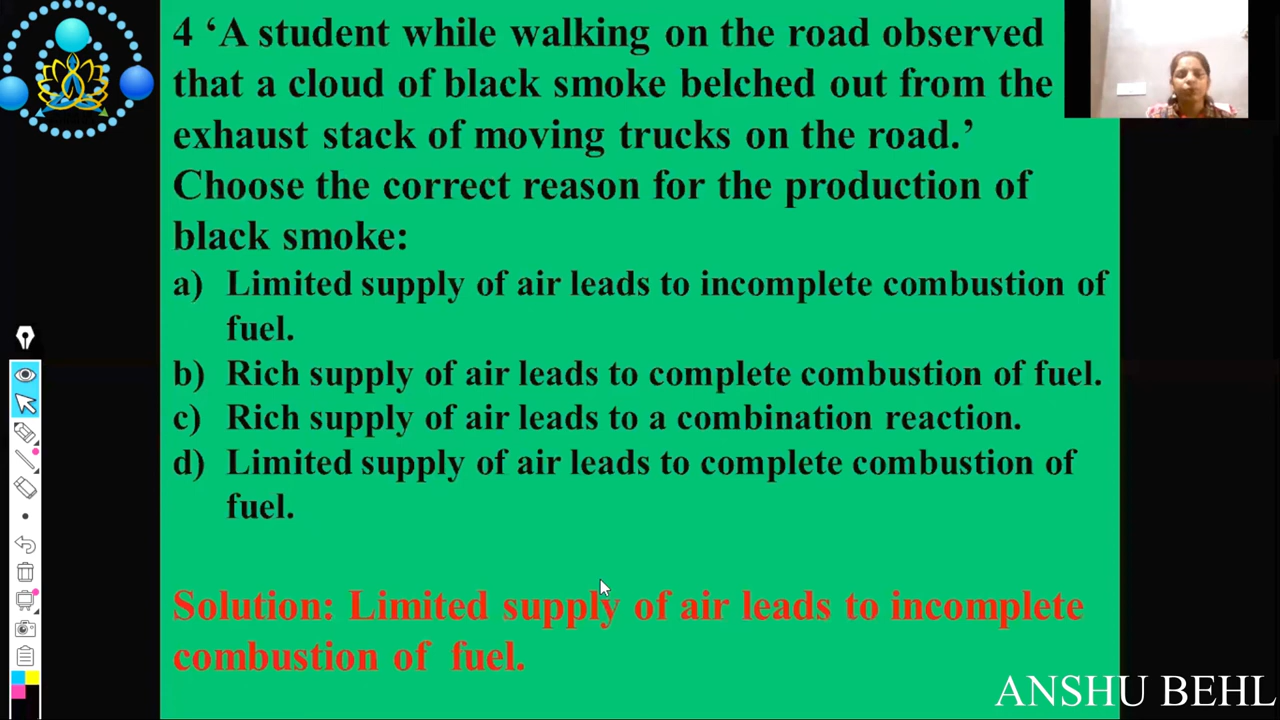 4 ‘A student while walking on the road observed
that a cloud of black smoke belched out from the
exhaust stack of moving trucks on the road.’
Choose the correct reason for the production of
black smoke:
a) Limited supply of air leads to incomplete combustion of
fuel.
b) Rich supply of air leads to complete combustion of fuel.
c) Rich supply of air leads to a combination reaction.
d) Limited supply of air leads to complete combustion of
fuel.
Solution: Limited supply of air leads to incomplete
combustion of fuel.
ANSHU BEHL